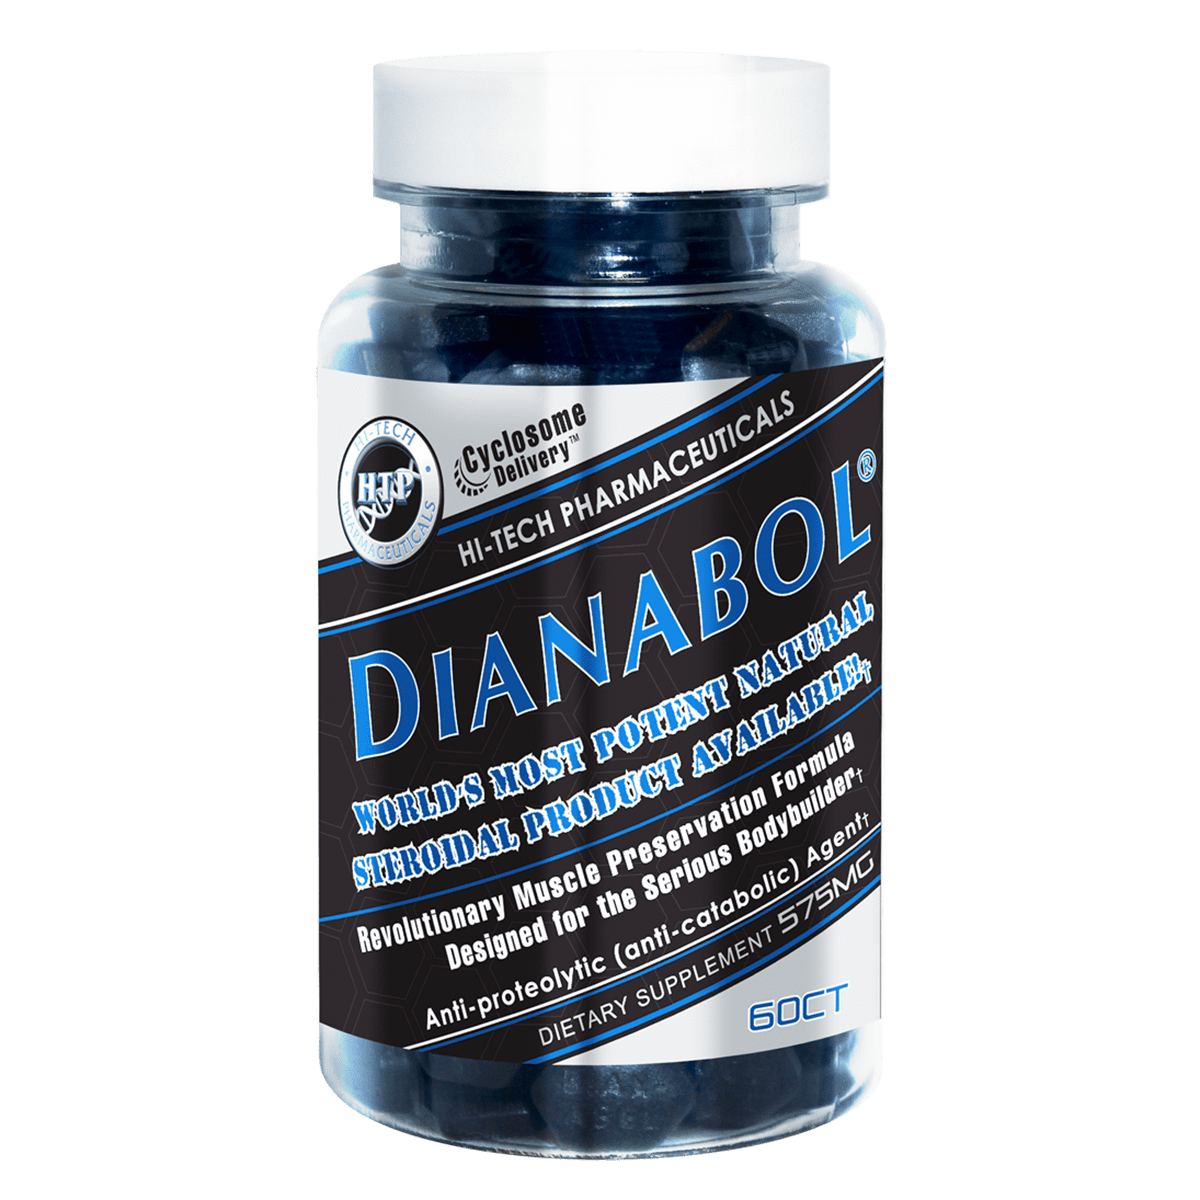 HI-TECH
HTP
PHARMACEUTICALS
Cyclosome
Delivery™
HI-TECH PHARMACEUTICALS
DIANABOL®
WORLD'S MOST POTENT NATURAL
STEROIDAL PRODUCT AVAILABLE!†
Revolutionary Muscle Preservation Formula
Designed for the Serious Bodybuilder†
Anti-proteolytic (anti-catabolic) Agent†
DIETARY SUPPLEMENT 575MG
60CT